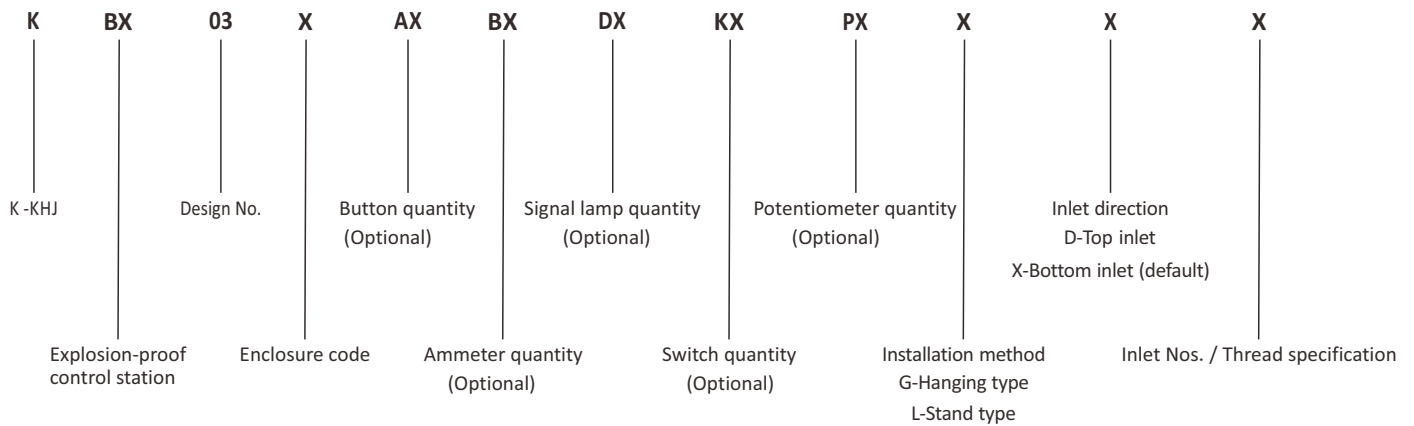 K BX 03 X AX BX DX KX PX X X X
K -KHJ
Design No.
Button quantity
(Optional)
Signal lamp quantity
(Optional)
Potentiometer quantity
(Optional)
Inlet direction
D-Top inlet
X-Bottom inlet (default)
Explosion-proof
control station
Enclosure code
Ammeter quantity
(Optional)
Switch quantity
(Optional)
Installation method
G-Hanging type
L-Stand type
Inlet Nos. / Thread specification